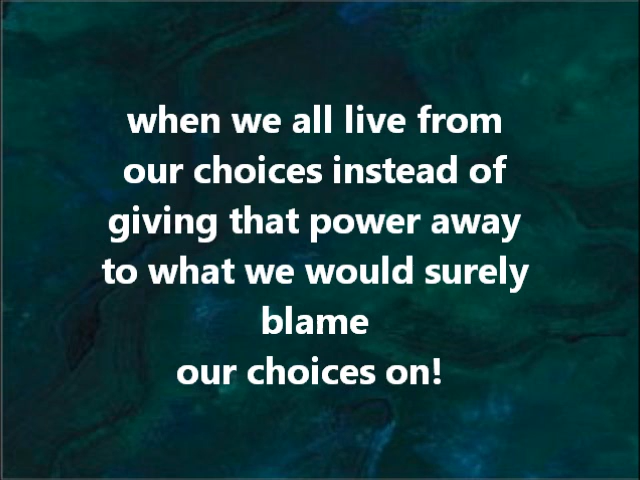 when we all live from
our choices instead of
giving that power away
to what we would surely
blame
our choices on!